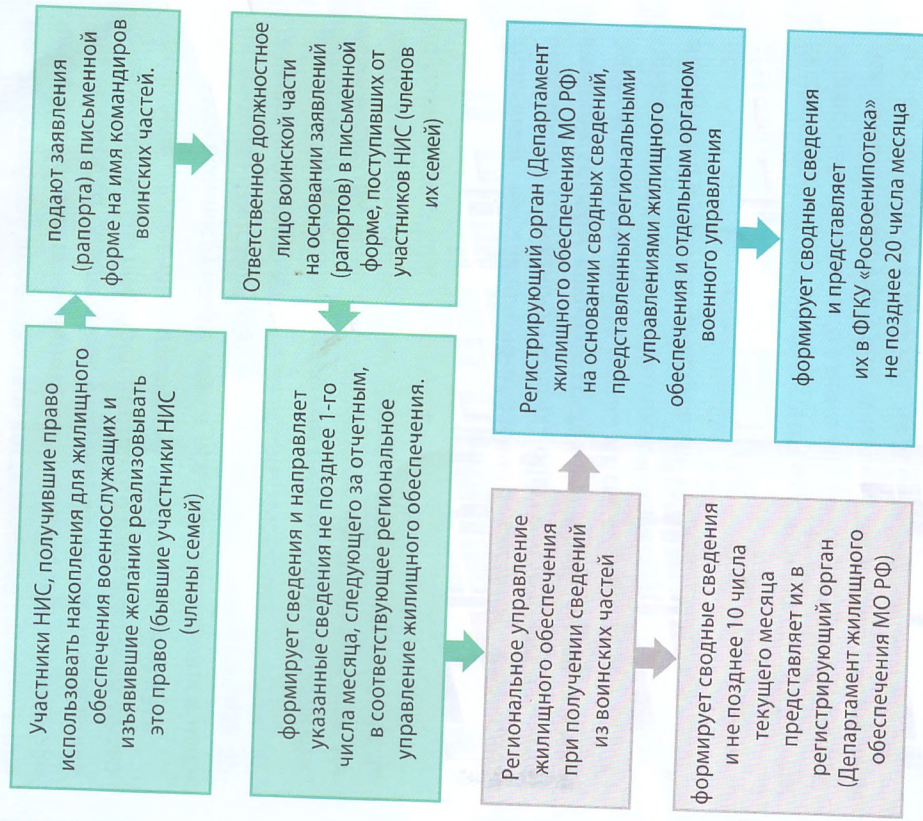 Участники НИС, получившие право
использовать накопления для жилищного
обеспечения военнослужащих и
изъявившие желание реализовывать
это право (бывшие участники НИС
(члены семей)
подают заявления
(рапорта) в письменной
форме на имя командиров
воинских частей.
Ответственное должностное
лицо воинской части
на основании заявлений
(рапортов) в письменной
форме, поступивших от
участников НИС (членов
их семей)
формирует сведения и направляет
указанные сведения не позднее 1-го
числа месяца, следующего за отчетным,
в соответствующее региональное
управление жилищного обеспечения.
Региональное управление
жилищного обеспечения
при получении сведений
из воинских частей
формирует сводные сведения
и не позднее 10 числа
текущего месяца
представляет их в
регистрирующий орган
(Департамент жилищного
обеспечения МО РФ)
Регистрирующий орган (Департамент
жилищного обеспечения МО РФ)
на основании сводных сведений,
представленных региональными
управлениями жилищного
обеспечения и отдельным органом
военного управления
формирует сводные сведения
и представляет
их в ФГКУ «Росвоенипотека»
не позднее 20 числа месяца